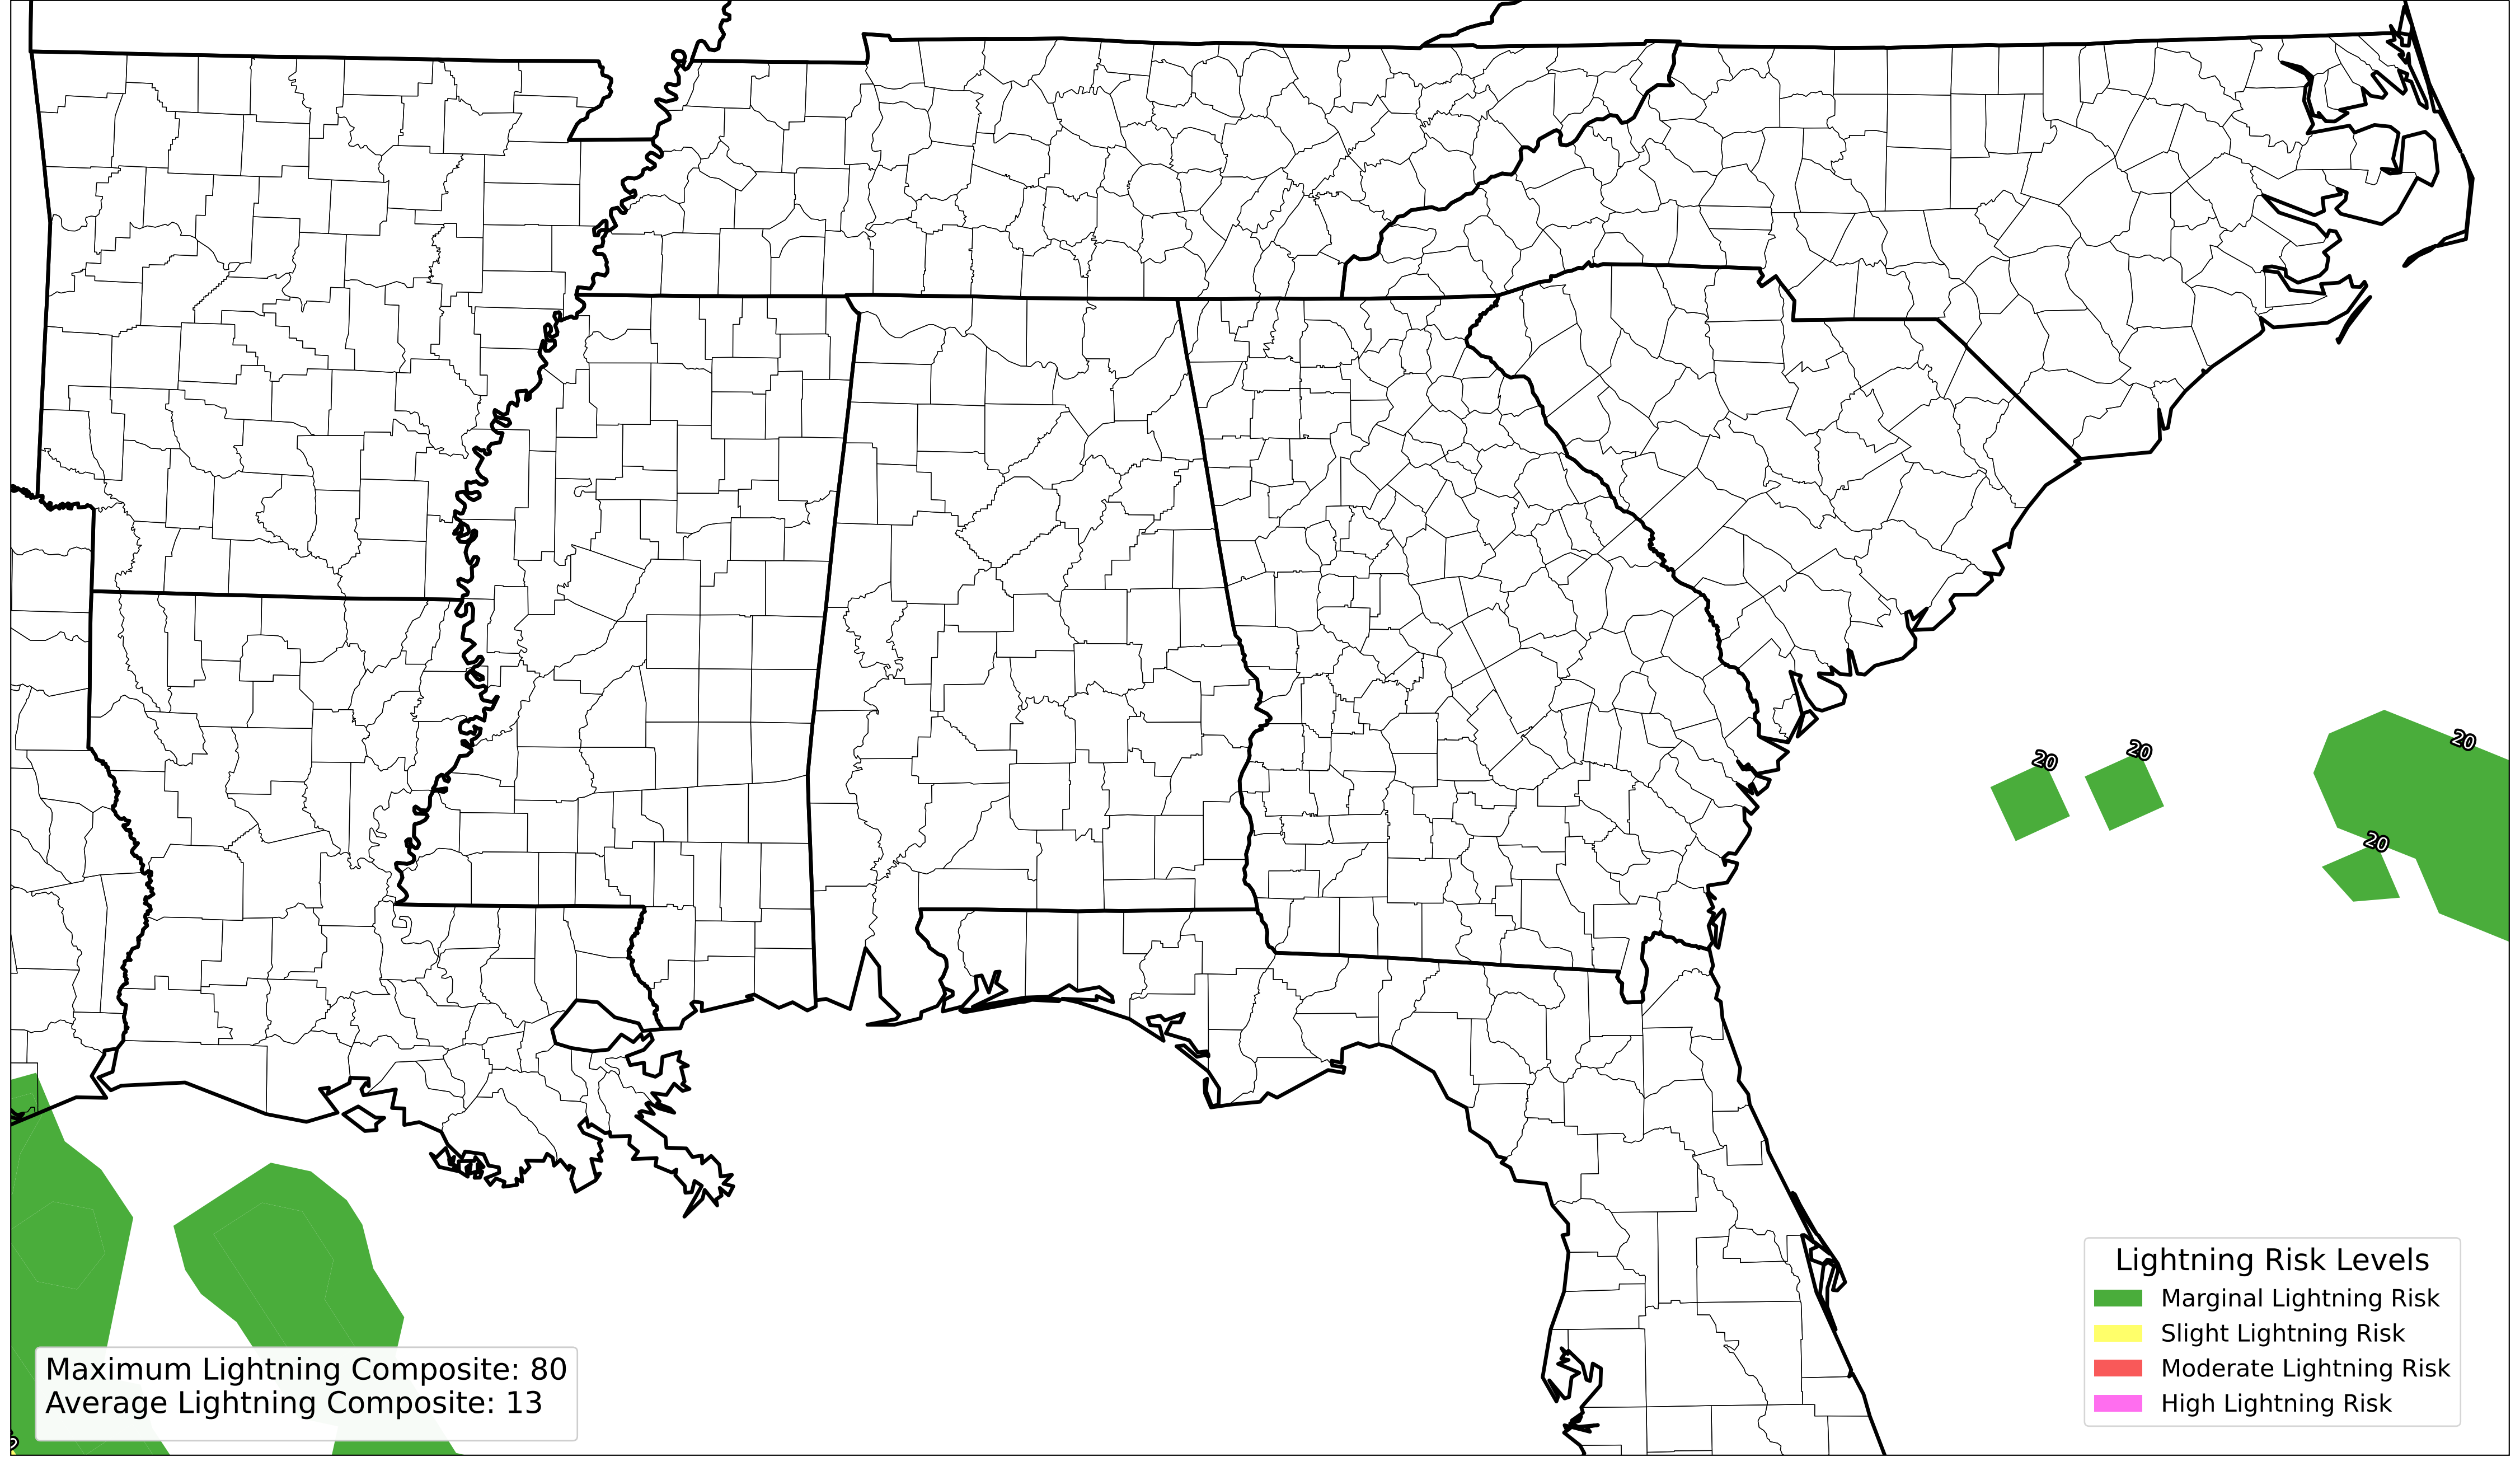 20
20
20
20
Lightning Risk Levels
Marginal Lightning Risk
Slight Lightning Risk
Moderate Lightning Risk
High Lightning Risk
Maximum Lightning Composite: 80
Average Lightning Composite: 13